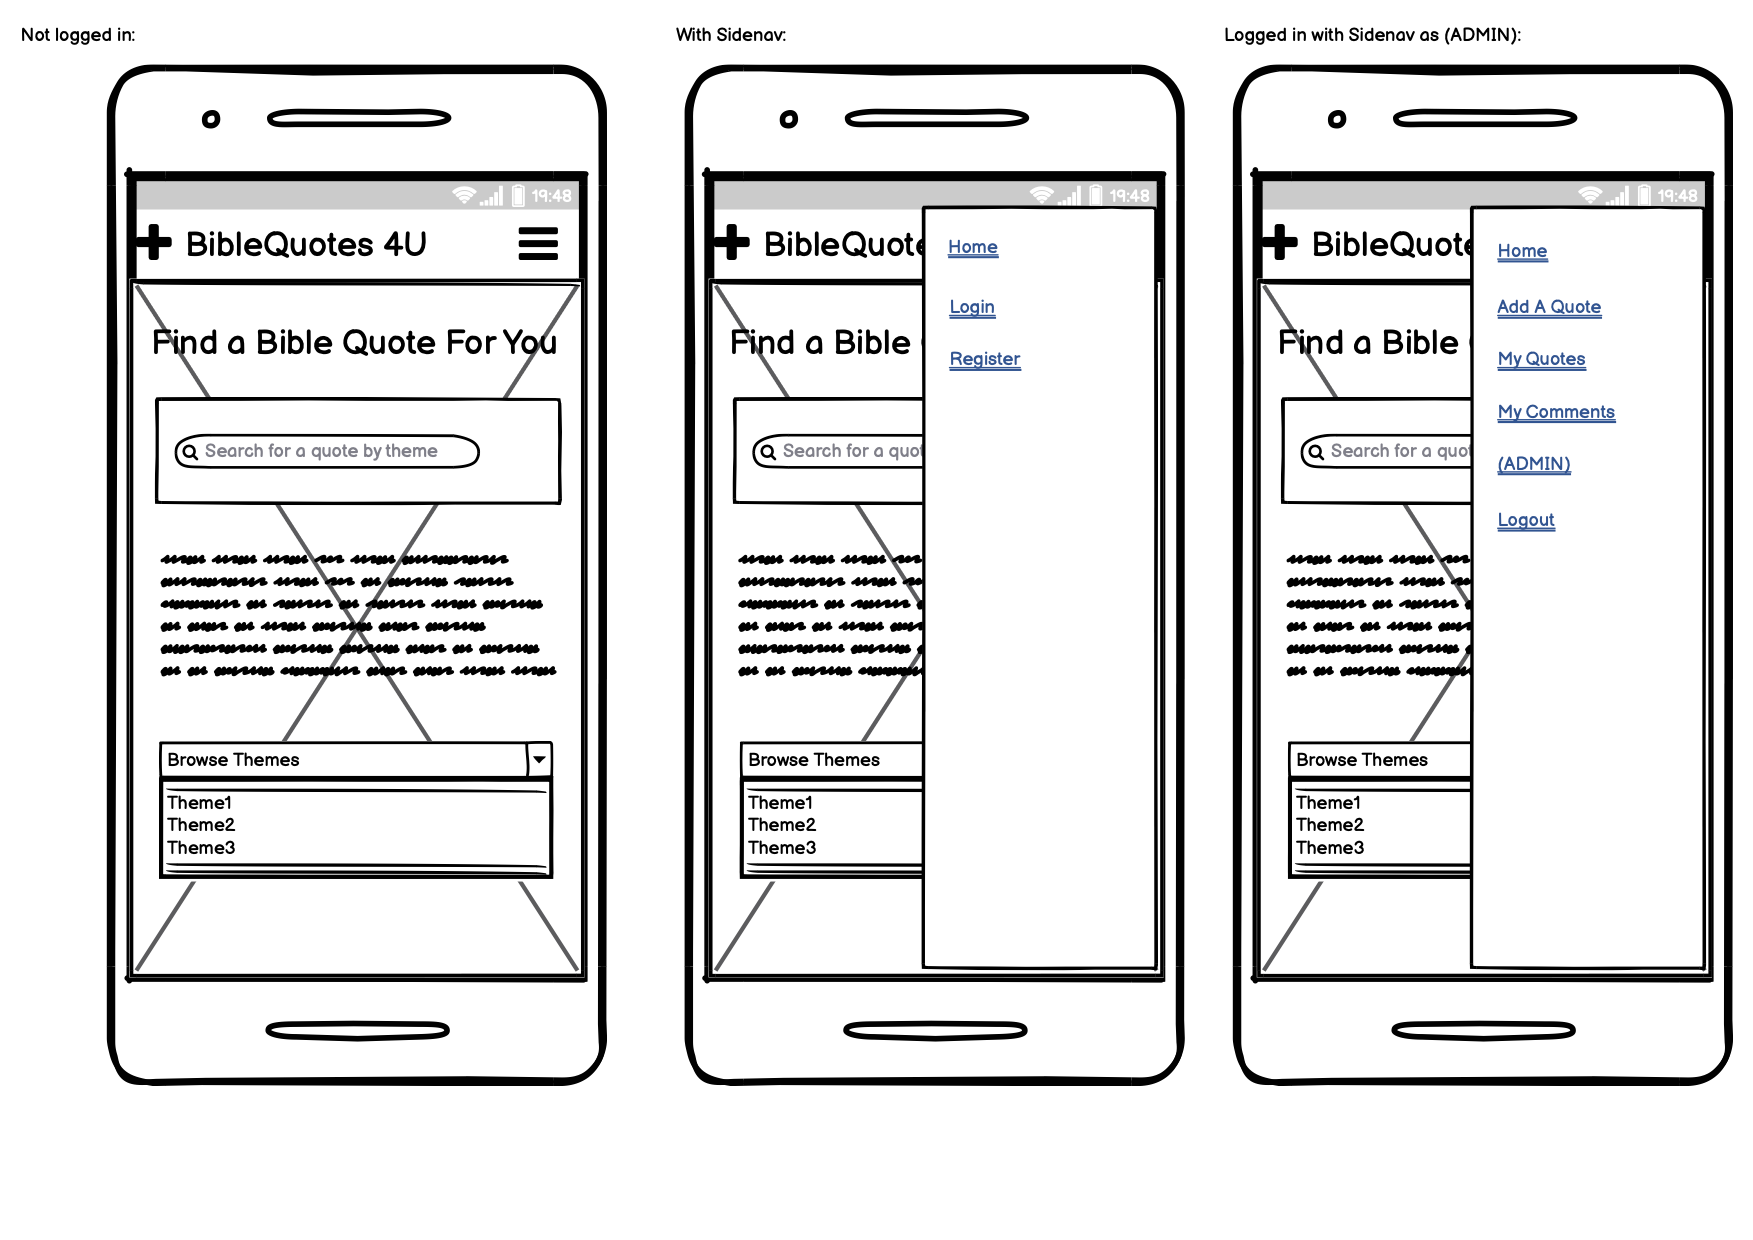 Not logged in:
With Sidenav:
Logged in with Sidenav as (ADMIN):
19:48
BibleQuotes 4U
Find a Bible Quote For You
Search for a quote by theme
Browse Themes
Theme1
Theme2
Theme3
19:48
BibleQuote
Home
Login
Find a Bible
Register
Search for a quot
Browse Themes
Theme1
Theme2
Theme3
19:48
BibleQuote
Home
Add A Quote
Find a Bible
My Quotes
My Comments
Search for a quot
(ADMIN)
Logout
Browse Themes
Theme1
Theme2
Theme3